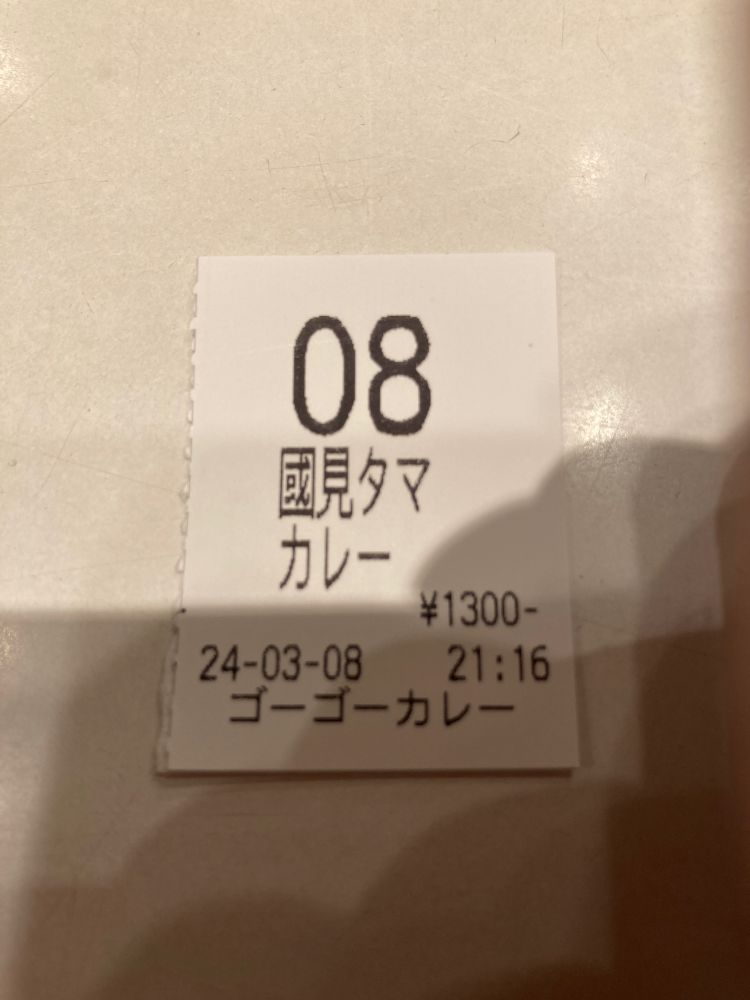 08
國見タマ
カレー
¥1300-
24-03-08 21:16
ゴーゴーカレー